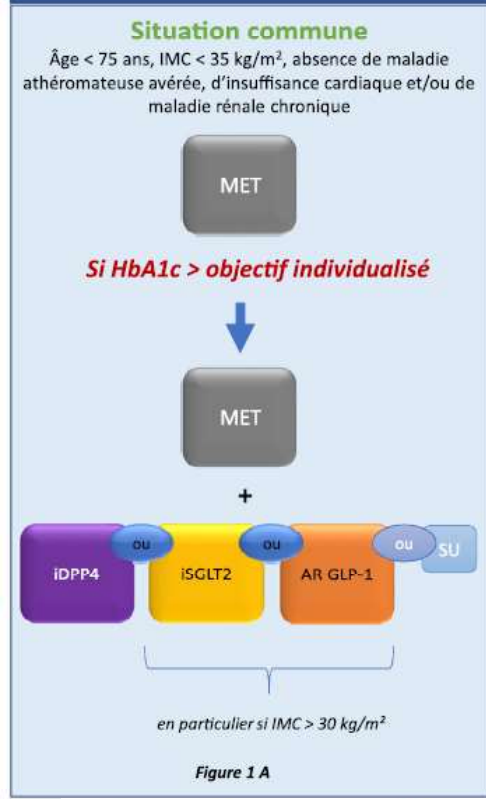 Situation commune
Âge < 75 ans, IMC < 35 kg/m², absence de maladie
athéromateuse avérée, d'insuffisance cardiaque et/ou de
maladie rénale chronique
MET
Si HbA1c > objectif individualisé
MET
+
iDPP4 ou iSGLT2 ou AR GLP-1 ou SU
en particulier si IMC > 30 kg/m²
Figure 1 A